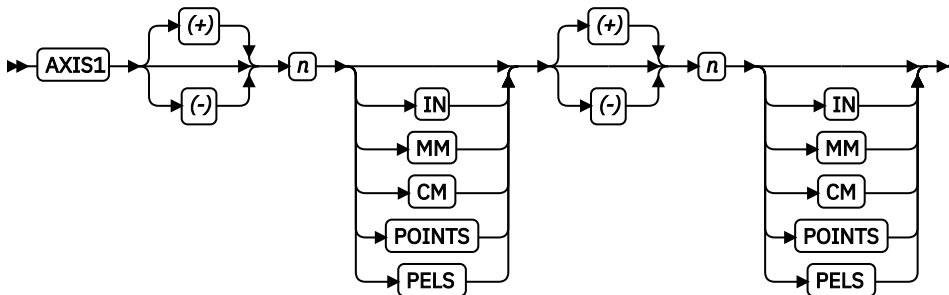 (+) (+)
AXIS1 n n
(-) IN (-) IN
MM MM
CM CM
POINTS POINTS
PELS PELS